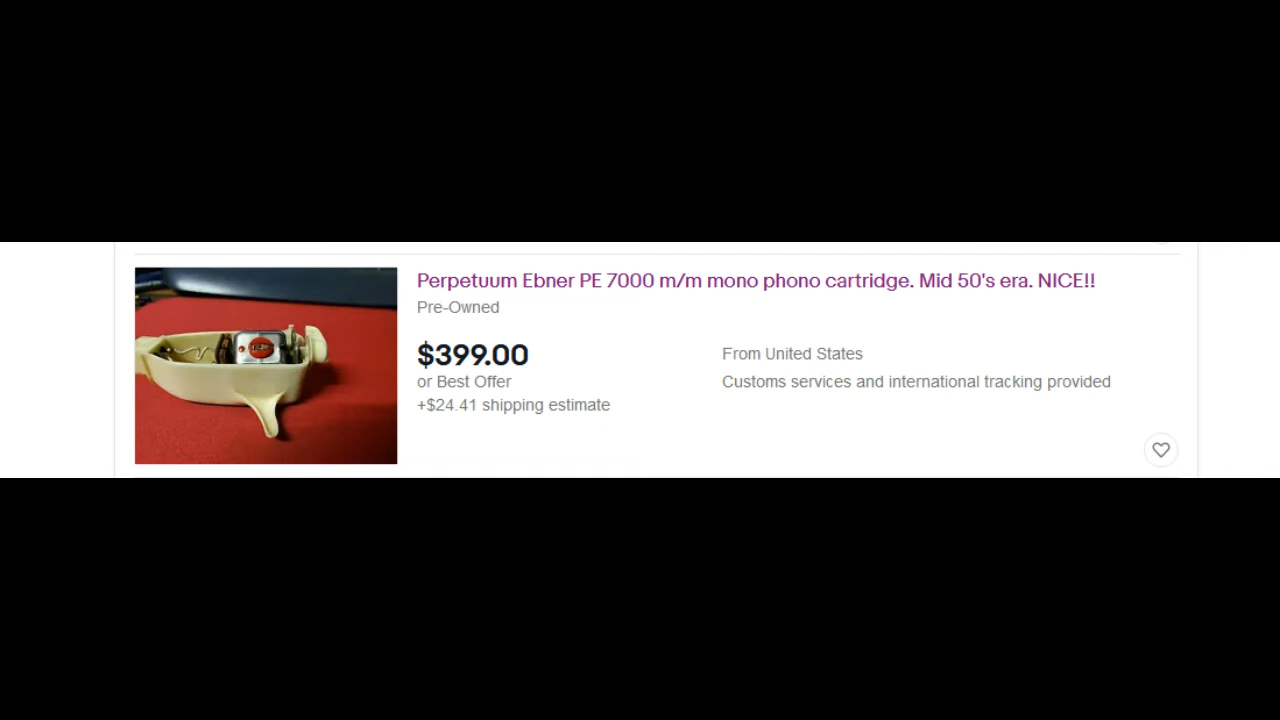 Perpetuum Ebner PE 7000 m/m mono phono cartridge. Mid 50's era. NICE!!
Pre-Owned
$399.00
or Best Offer
+$24.41 shipping estimate
From United States
Customs services and international tracking provided